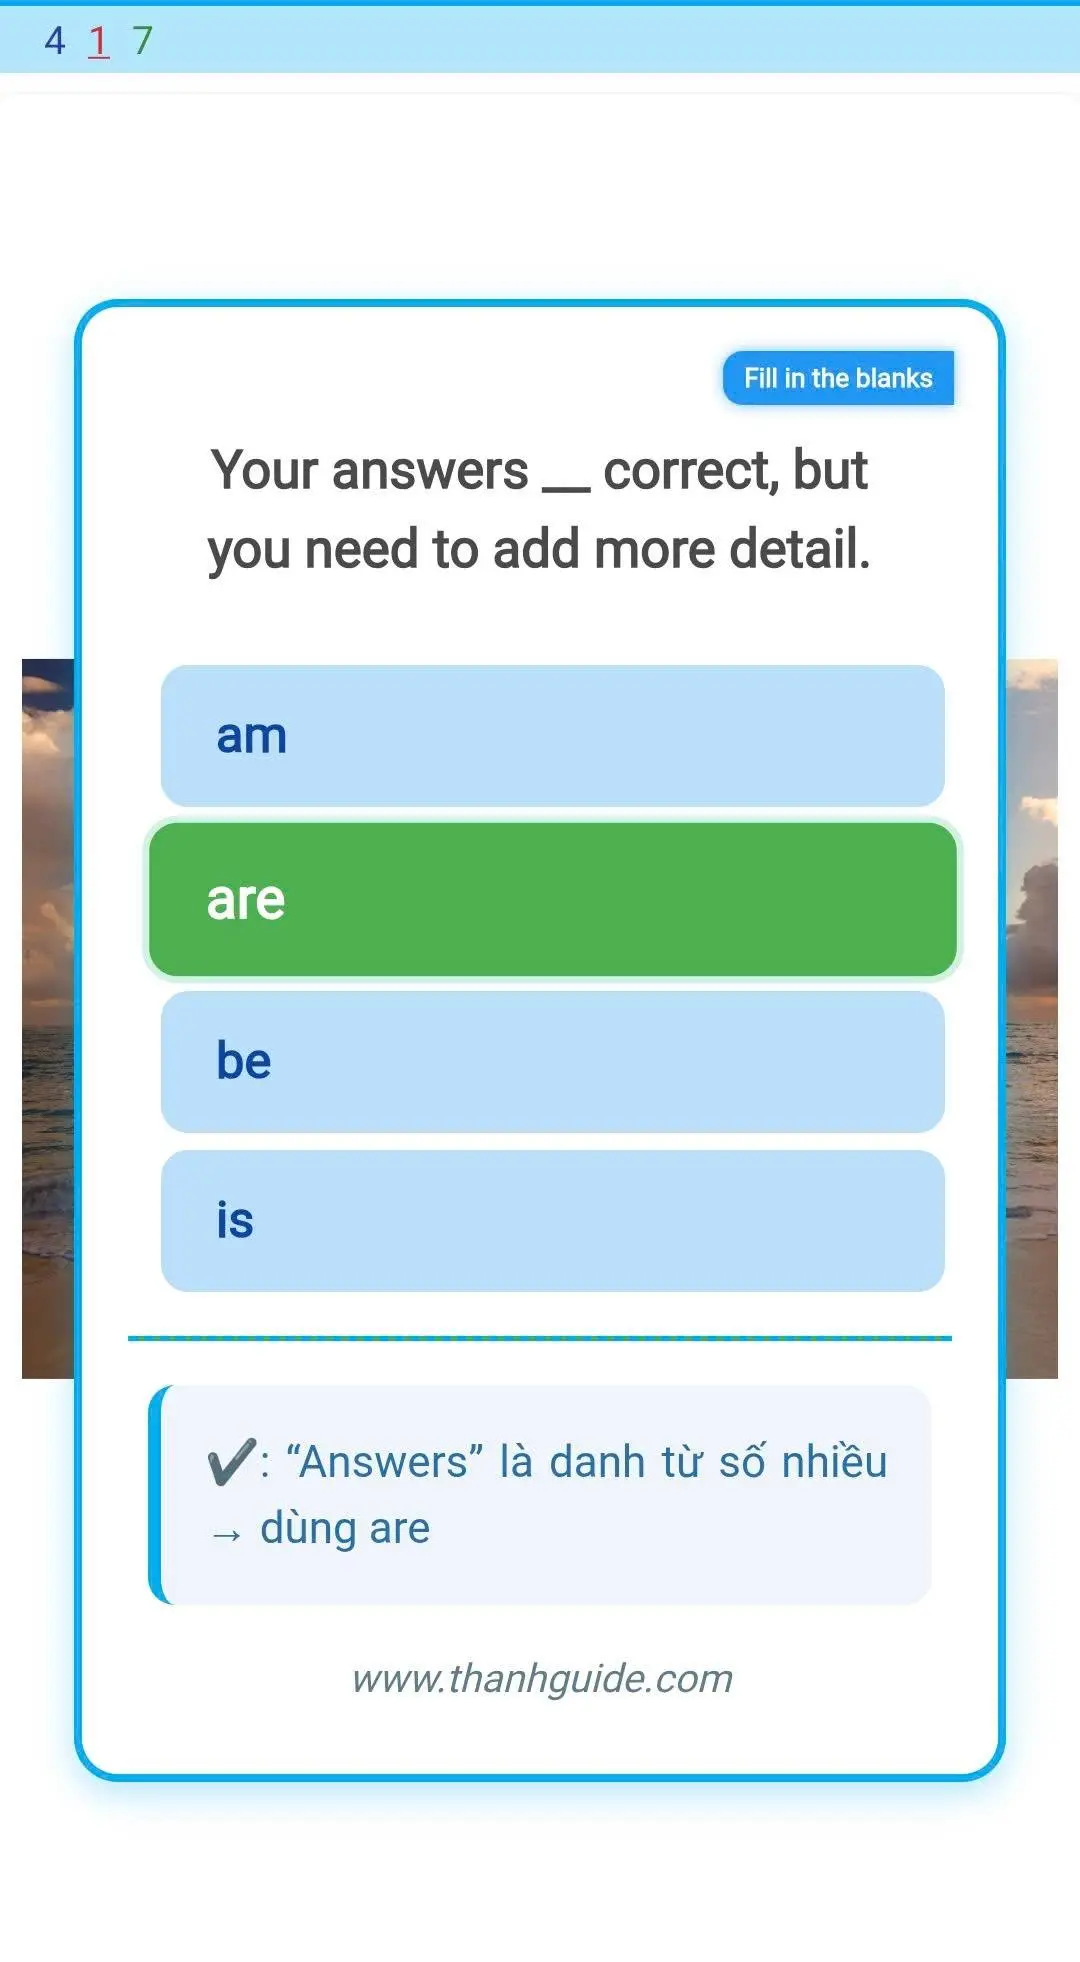 4 1 7
Fill in the blanks
Your answers __ correct, but
you need to add more detail.
am
are
be
is
✔: “Answers” là danh từ số nhiều
→ dùng are
www.thanhguide.com